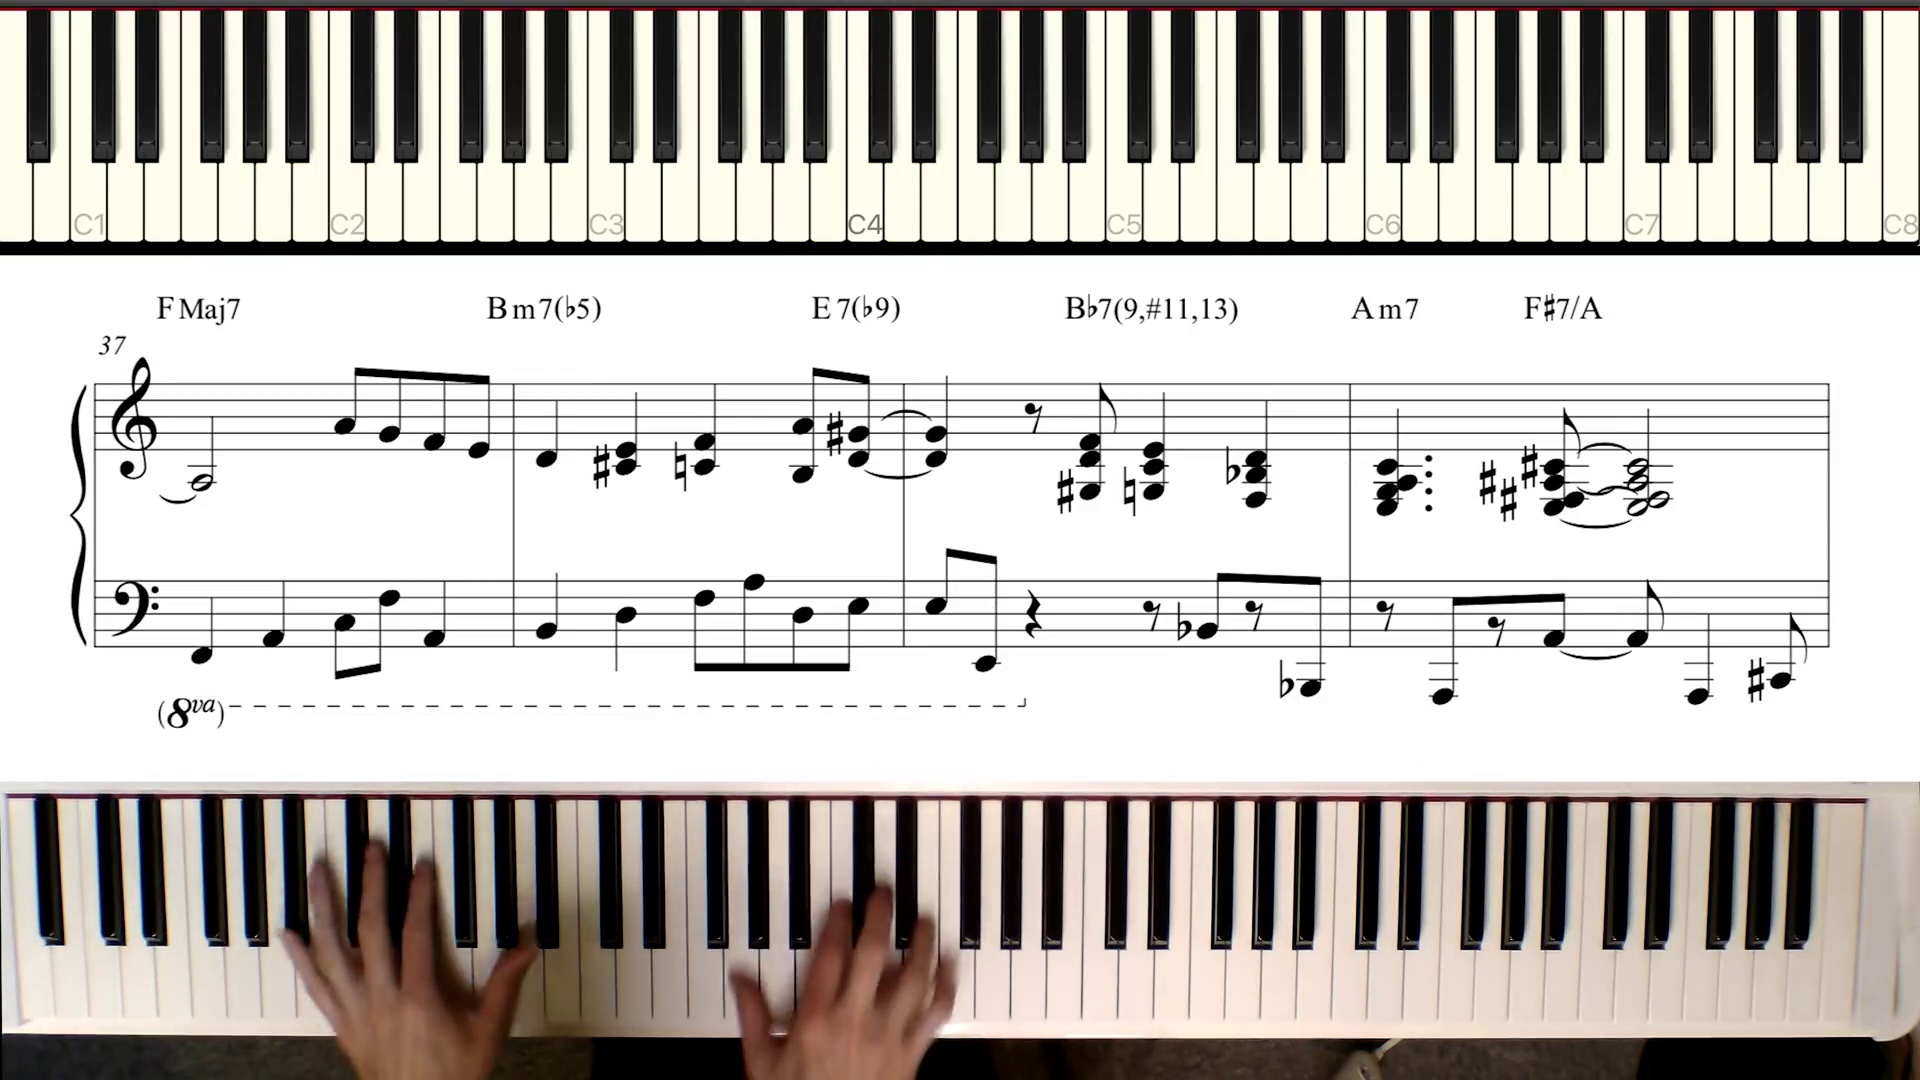 C1 C2 C3 C4 C5 C6 C7 C8
F Maj7 B m7(♭5) E 7(♭9) B♭7(9,#11,13) A m7 F♯7/A
37
(8va)